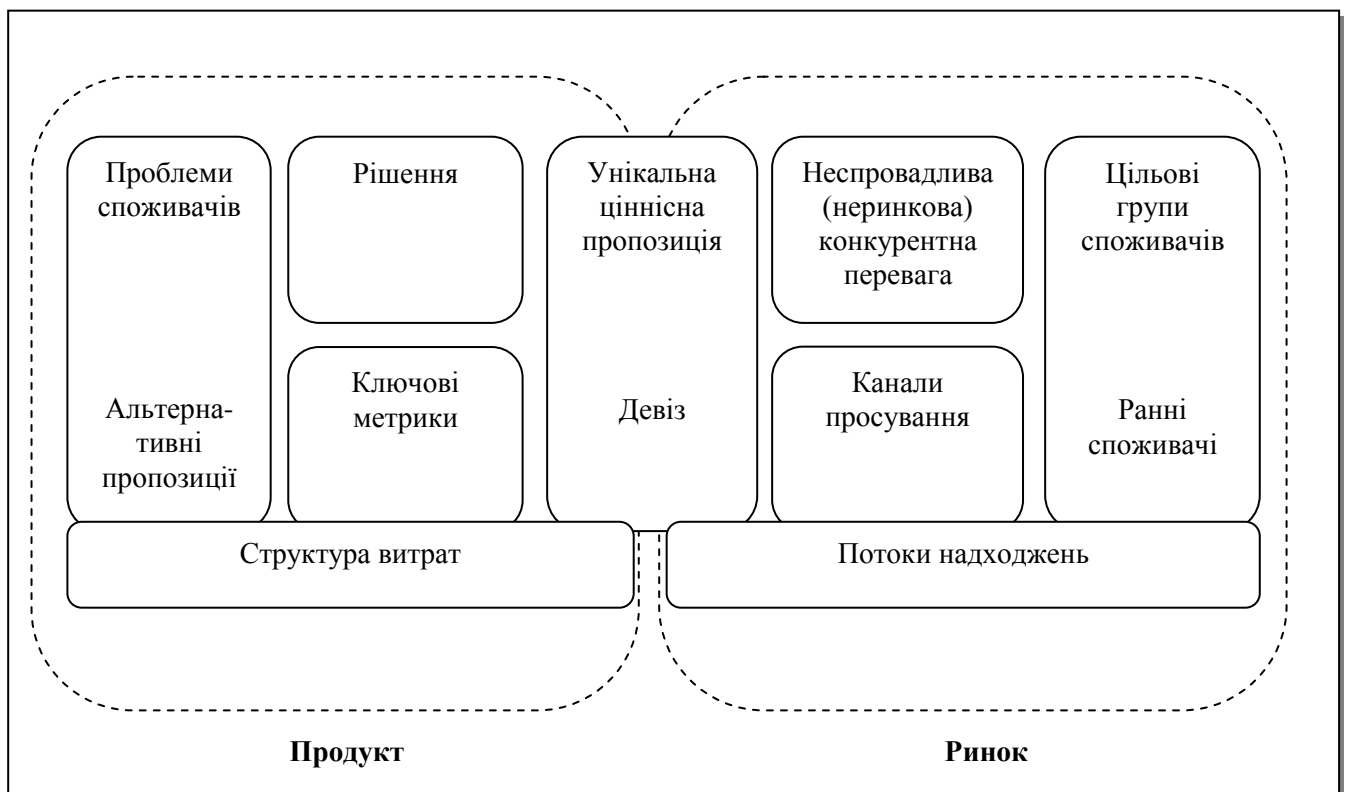 Проблеми
споживачів
Альтерна-
тивні
пропозиції
Рішення
Ключові
метрики
Унікальна
ціннісна
пропозиція
Девіз
Неспровадлива
(неринкова)
конкурентна
перевага
Канали
просування
Цільові
групи
споживачів
Ранні
споживачі
Структура витрат
Потоки надходжень
Продукт
Ринок